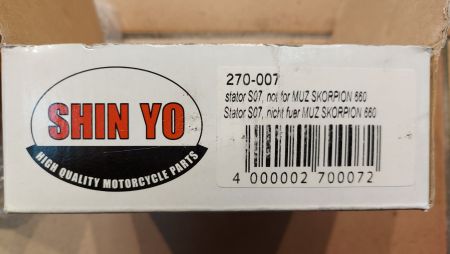 SHIN YO
HIGH QUALITY MOTORCYCLE PARTS
270-007
stator S07, not for MUZ SKORPION 660
Stator S07, nicht fuer MUZ SKORPION 660
4 000002 700072